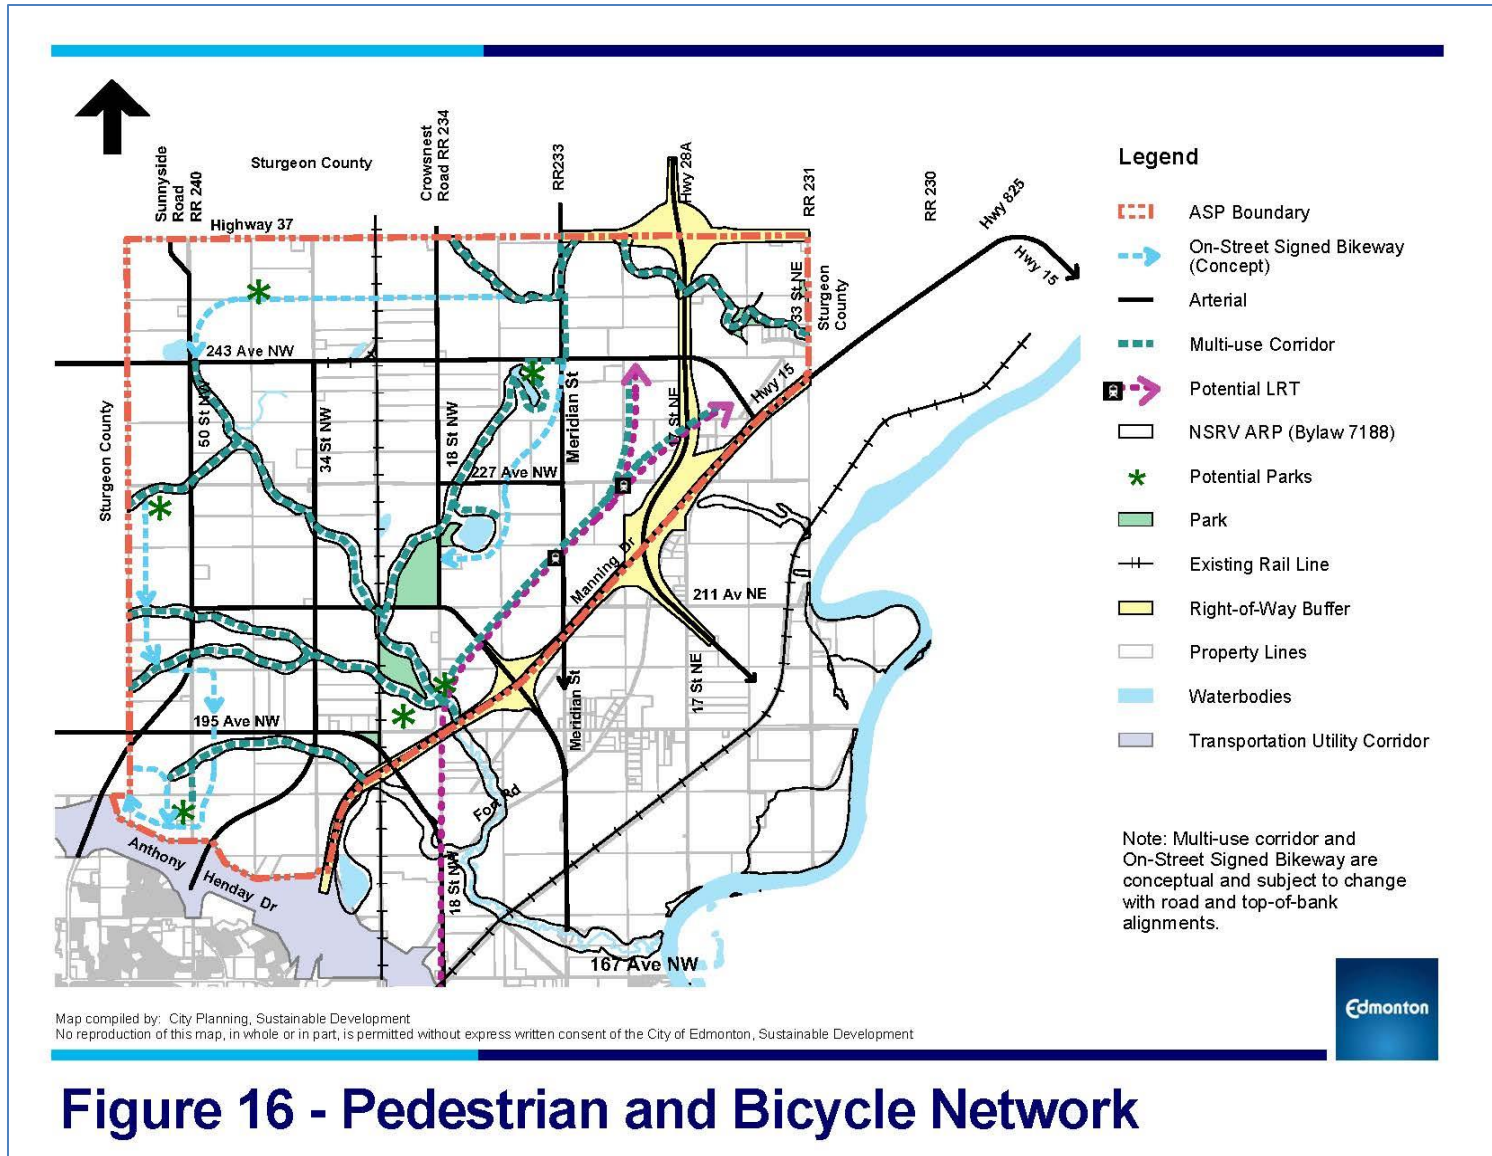 Sunnyside
Road
RR 240
Sturgeon County
Crowsnest
Road RR 234
RR233
Hwy 28A
RR 231
RR 230
Hwy 825
Hwy 15
Highway 37
33 St NE
Sturgeon
County
243 Ave NW
Hwy 15
Sturgeon County
50 St NW
34 St NW
18 St NW
Meridian St
St NE
227 Ave NW
Manning Dr
211 Av NE
17 St NE
195 Ave NW
Meridian St
Fort Rd
Anthony
Henday Dr
18 St NW
167 Ave NW
Legend
ASP Boundary
On-Street Signed Bikeway
(Concept)
Arterial
Multi-use Corridor
Potential LRT
NSRV ARP (Bylaw 7188)
Potential Parks
Park
Existing Rail Line
Right-of-Way Buffer
Property Lines
Waterbodies
Transportation Utility Corridor
Note: Multi-use corridor and
On-Street Signed Bikeway are
conceptual and subject to change
with road and top-of-bank
alignments.
Edmonton
Map compiled by: City Planning, Sustainable Development
No reproduction of this map, in whole or in part, is permitted without express written consent of the City of Edmonton, Sustainable Development
Figure 16 - Pedestrian and Bicycle Network